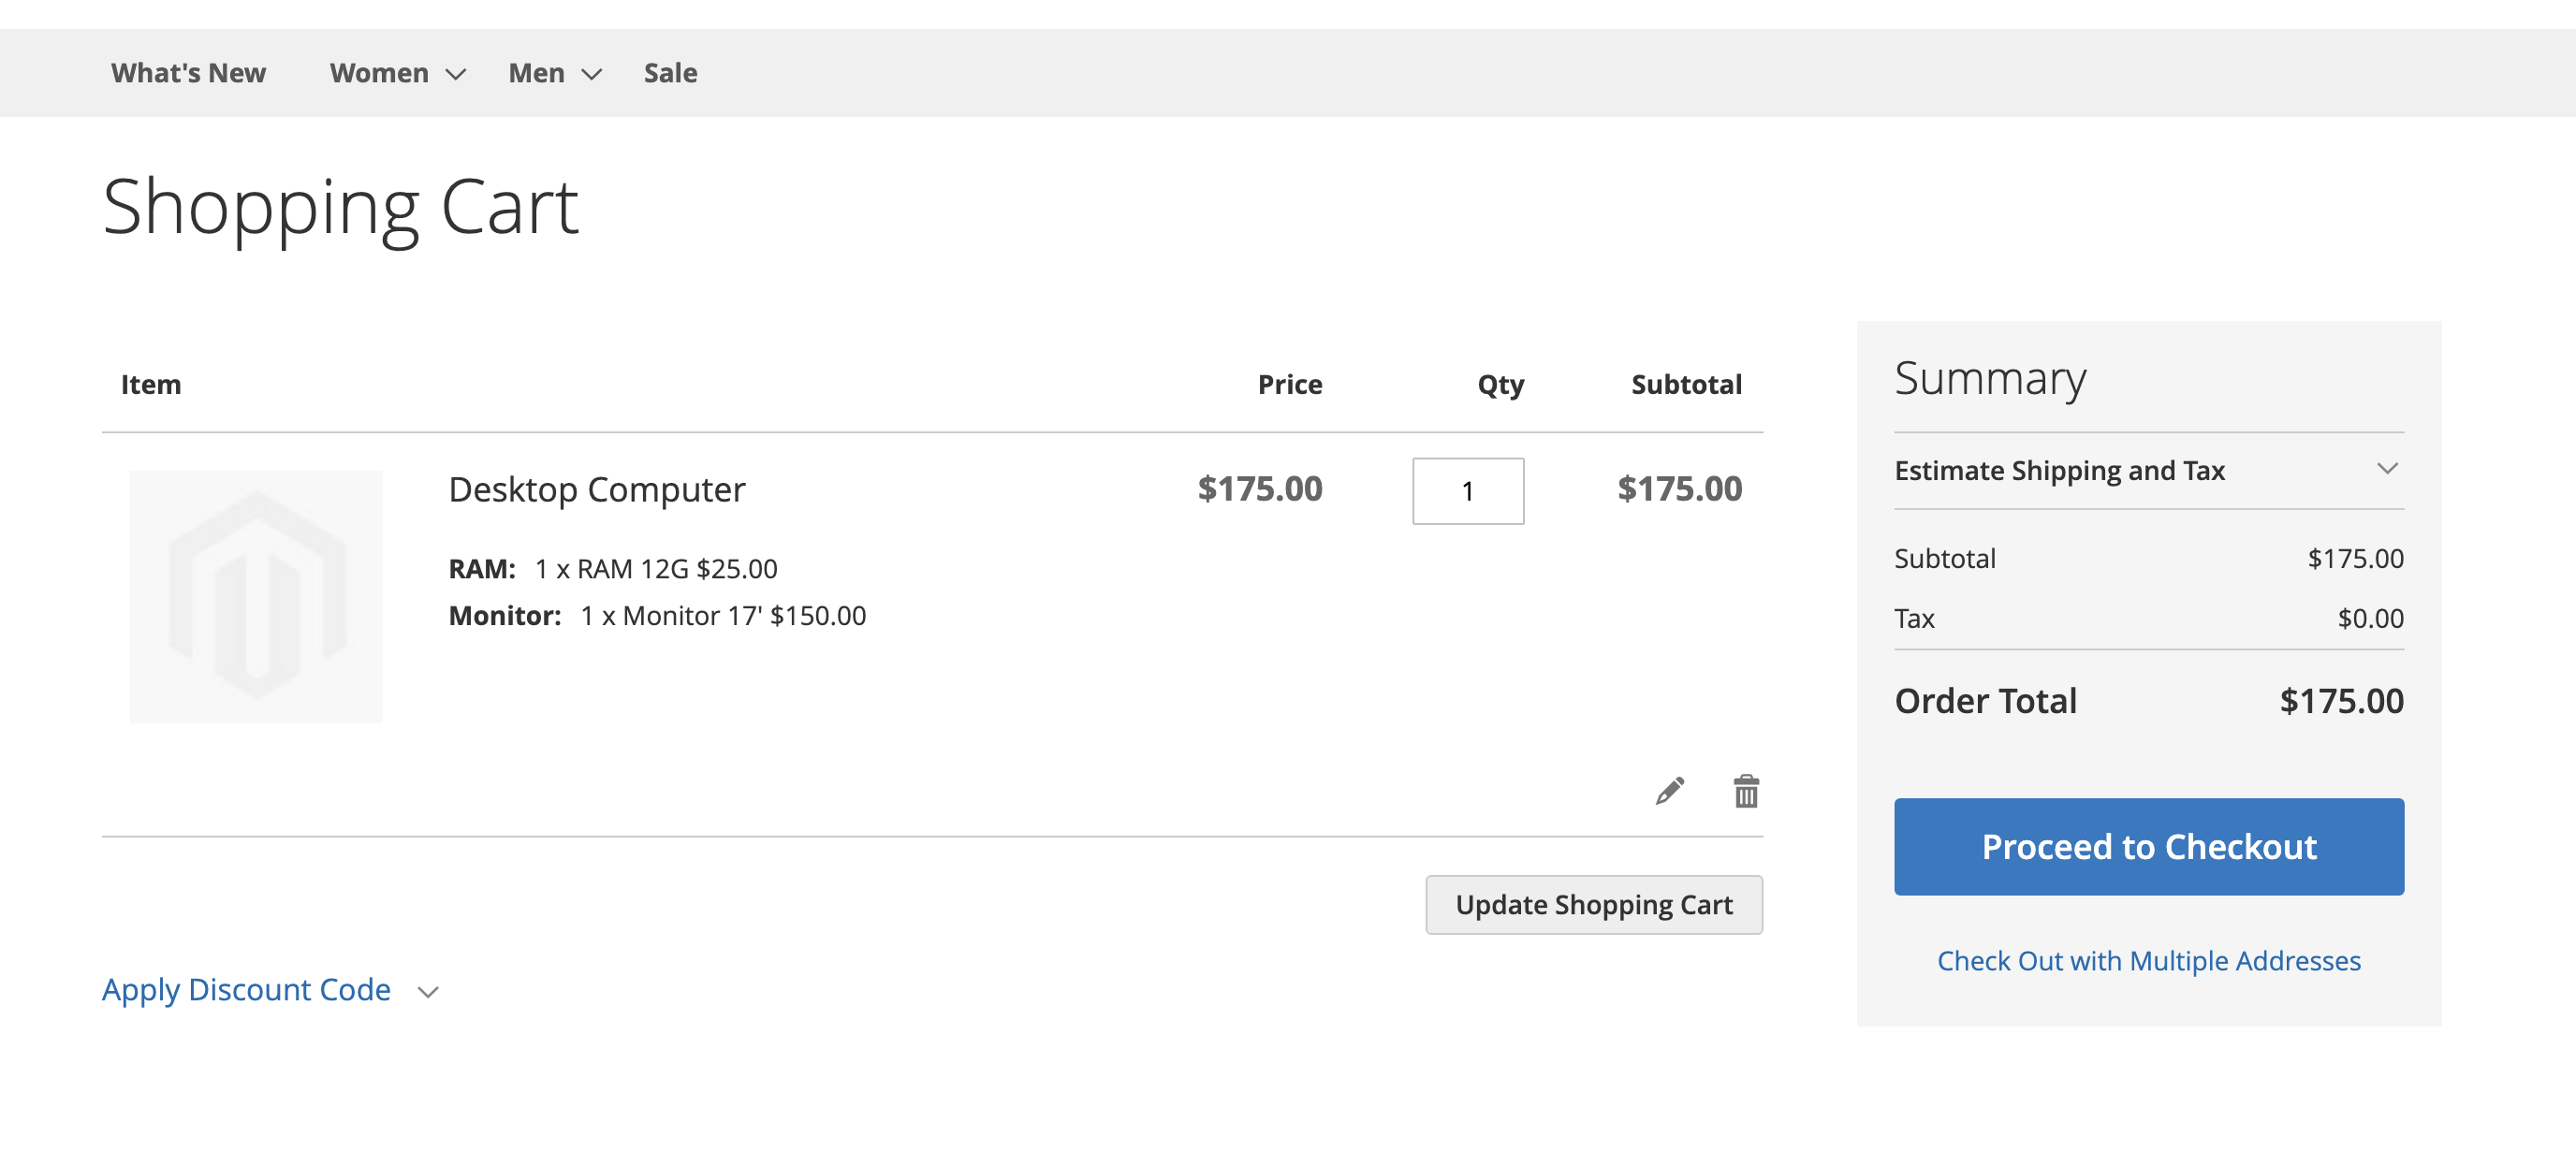 What's New Women Men Sale
Shopping Cart
Item Price Qty Subtotal
Desktop Computer $175.00 1 $175.00
RAM: 1 x RAM 12G $25.00
Monitor: 1 x Monitor 17' $150.00
Update Shopping Cart
Apply Discount Code
Summary
Estimate Shipping and Tax
Subtotal $175.00
Tax $0.00
Order Total $175.00
Proceed to Checkout
Check Out with Multiple Addresses